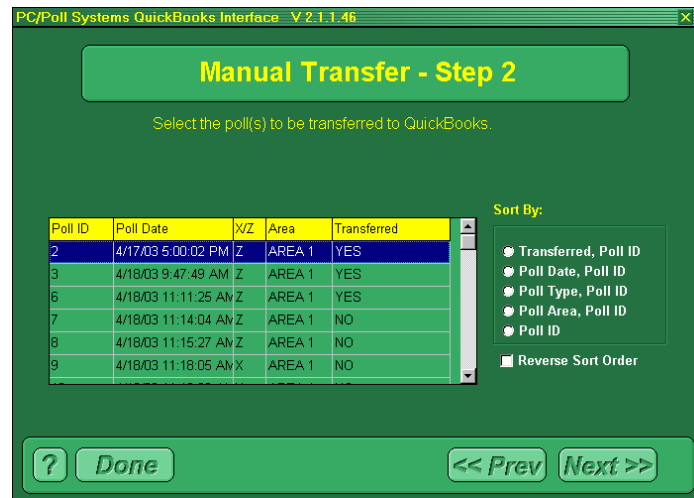 PC/Poll Systems QuickBooks Interface V 2.1.1.46
Manual Transfer - Step 2
Select the poll(s) to be transferred to QuickBooks.
Sort By:
Poll ID Poll Date X/Z Area Transferred
2 4/17/03 5:00:02 PM Z AREA 1 YES
3 4/18/03 9:47:49 AM Z AREA 1 YES
6 4/18/03 11:11:25 AM Z AREA 1 YES
7 4/18/03 11:14:04 AM Z AREA 1 NO
8 4/18/03 11:15:27 AM Z AREA 1 NO
9 4/18/03 11:18:05 AM X AREA 1 NO
Transferred, Poll ID
Poll Date, Poll ID
Poll Type, Poll ID
Poll Area, Poll ID
Poll ID
Reverse Sort Order
? Done << Prev Next >>